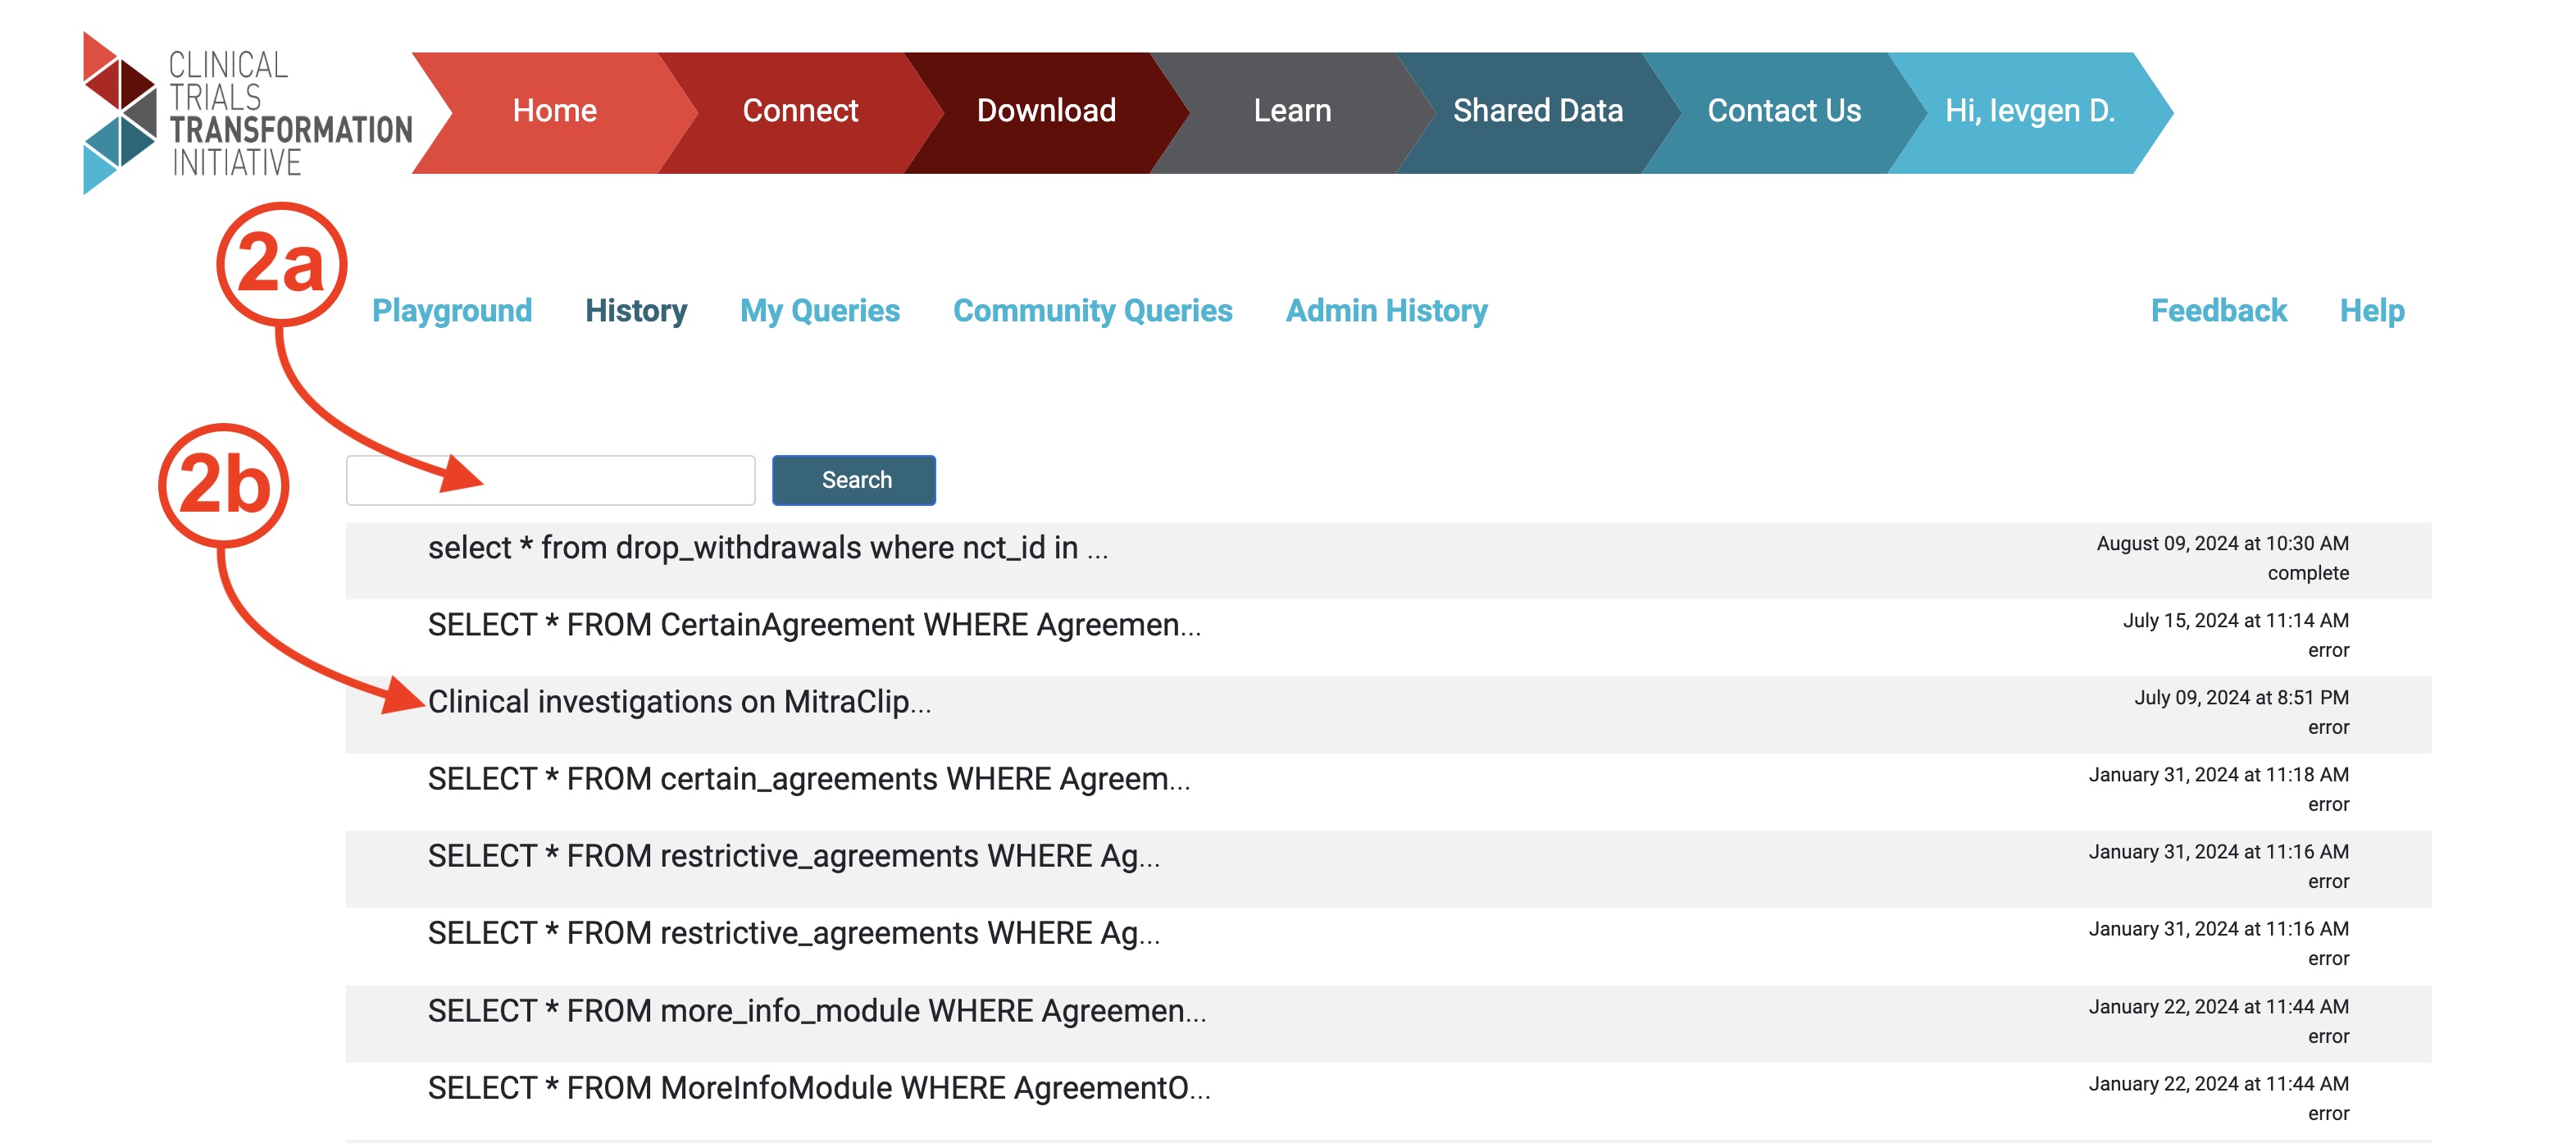 CLINICAL
TRIALS
TRANSFORMATION
INITIATIVE
Home Connect Download Learn Shared Data Contact Us Hi, Ievgen D.
2a
Playground History My Queries Community Queries Admin History Feedback Help
2b
Search
select * from drop_withdrawals where nct_id in ... August 09, 2024 at 10:30 AM
complete
SELECT * FROM CertainAgreement WHERE Agreemen... July 15, 2024 at 11:14 AM
error
Clinical investigations on MitraClip... July 09, 2024 at 8:51 PM
error
SELECT * FROM certain_agreements WHERE Agreem... January 31, 2024 at 11:18 AM
error
SELECT * FROM restrictive_agreements WHERE Ag... January 31, 2024 at 11:16 AM
error
SELECT * FROM restrictive_agreements WHERE Ag... January 31, 2024 at 11:16 AM
error
SELECT * FROM more_info_module WHERE Agreemen... January 22, 2024 at 11:44 AM
error
SELECT * FROM MoreInfoModule WHERE AgreementO... January 22, 2024 at 11:44 AM
error